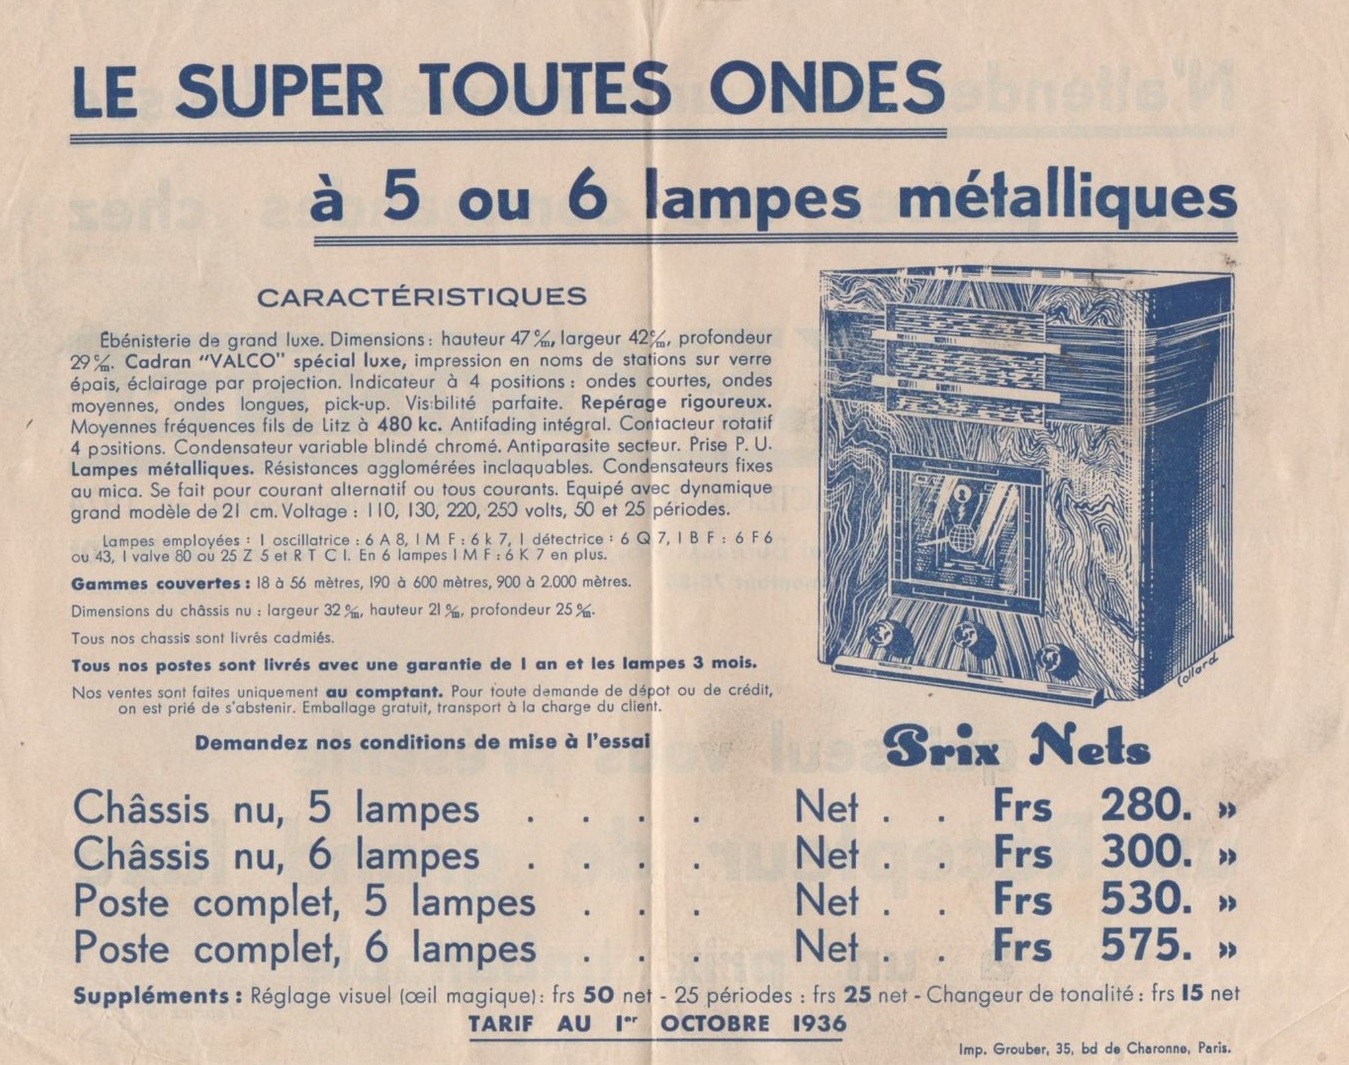 LE SUPER TOUTES ONDES
à 5 ou 6 lampes métalliques
CARACTÉRISTIQUES
Ébénisterie de grand luxe. Dimensions : hauteur 47 c/m, largeur 42 c/m, profondeur
29 c/m. Cadran "VALCO" spécial luxe, impression en noms de stations sur verre
épais, éclairage par projection. Indicateur à 4 positions : ondes courtes, ondes
moyennes, ondes longues, pick-up. Visibilité parfaite. Repérage rigoureux.
Moyennes fréquences fils de Litz à 480 kc. Antifading intégral. Contacteur rotatif
4 positions. Condensateur variable blindé chromé. Antiparasite secteur. Prise P. U.
Lampes métalliques. Résistances agglomérées inclaquables. Condensateurs fixes
au mica. Se fait pour courant alternatif ou tous courants. Equipé avec dynamique
grand modèle de 21 cm. Voltage : 110, 130, 220, 250 volts, 50 et 25 périodes.
Lampes employées : 1 oscillatrice : 6 A 8, 1 M F : 6 k 7, 1 détectrice : 6 Q 7, 1 B F : 6 F 6
ou 43, 1 valve 80 ou 25 Z 5 et R T C 1. En 6 lampes 1 M F : 6 K 7 en plus.
Gammes couvertes : 18 à 56 mètres, 190 à 600 mètres, 900 à 2.000 mètres.
Dimensions du châssis nu : largeur 32 c/m, hauteur 21 c/m, profondeur 25 c/m.
Tous nos chassis sont livrés cadmiés.
Tous nos postes sont livrés avec une garantie de 1 an et les lampes 3 mois.
Nos ventes sont faites uniquement au comptant. Pour toute demande de dépot ou de crédit,
on est prié de s'abstenir. Emballage gratuit, transport à la charge du client.
Demandez nos conditions de mise à l'essai
Collard
Prix Nets
Châssis nu, 5 lampes . . . . Net . . Frs 280. »
Châssis nu, 6 lampes . . . . Net . . Frs 300. »
Poste complet, 5 lampes . . . Net . . Frs 530. »
Poste complet, 6 lampes . . . Net . . Frs 575. »
Suppléments : Réglage visuel (œil magique) : frs 50 net - 25 périodes : frs 25 net - Changeur de tonalité : frs 15 net
TARIF AU 1er OCTOBRE 1936
Imp. Grouber, 35, bd de Charonne, Paris.